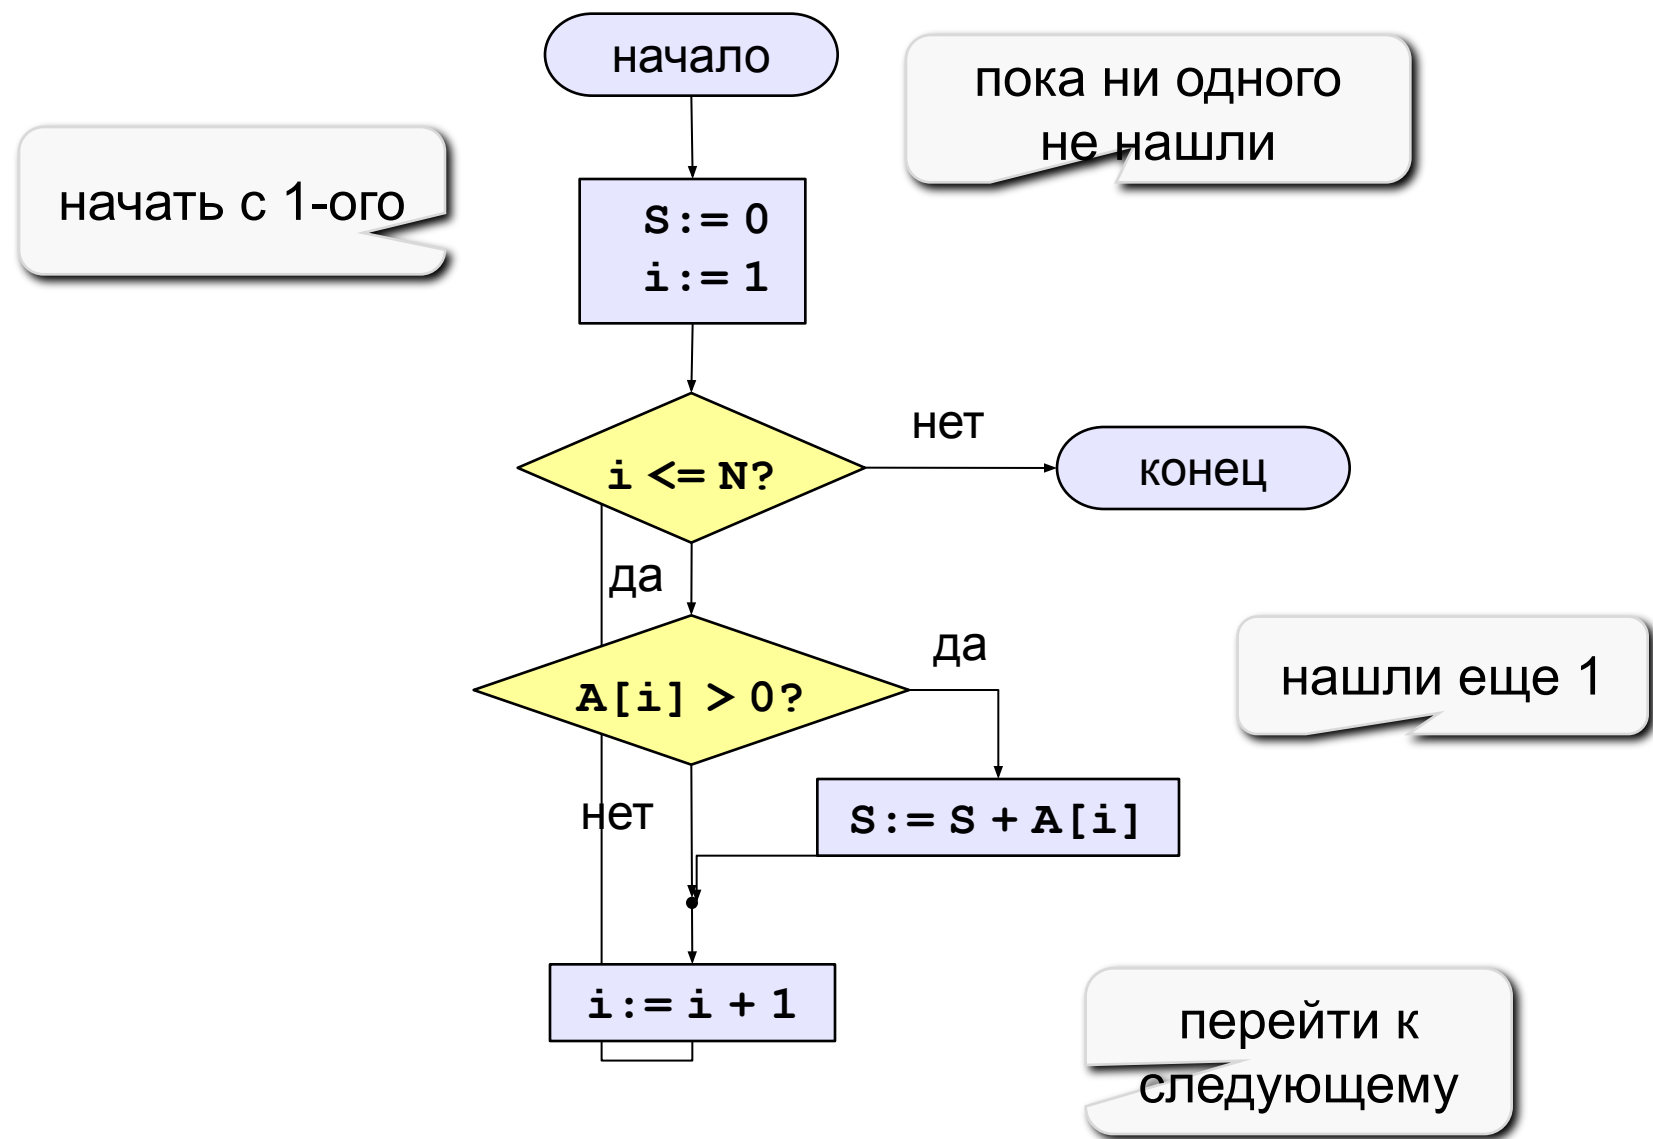 начало
пока ни одного
не нашли
начать с 1-ого
S:= 0
i:= 1
нет
i <= N?
конец
да
да
A[i] > 0?
нашли еще 1
нет
S:= S + A[i]
i:= i + 1
перейти к
следующему